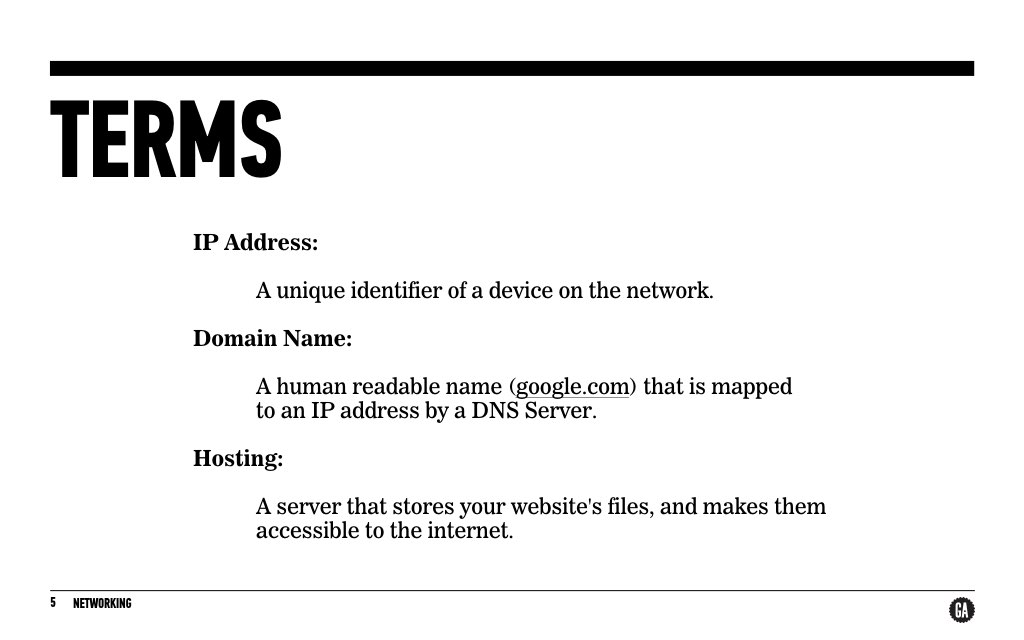 TERMS
IP Address:
A unique identifier of a device on the network.
Domain Name:
A human readable name (google.com) that is mapped
to an IP address by a DNS Server.
Hosting:
A server that stores your website's files, and makes them
accessible to the internet.
5 NETWORKING
GA